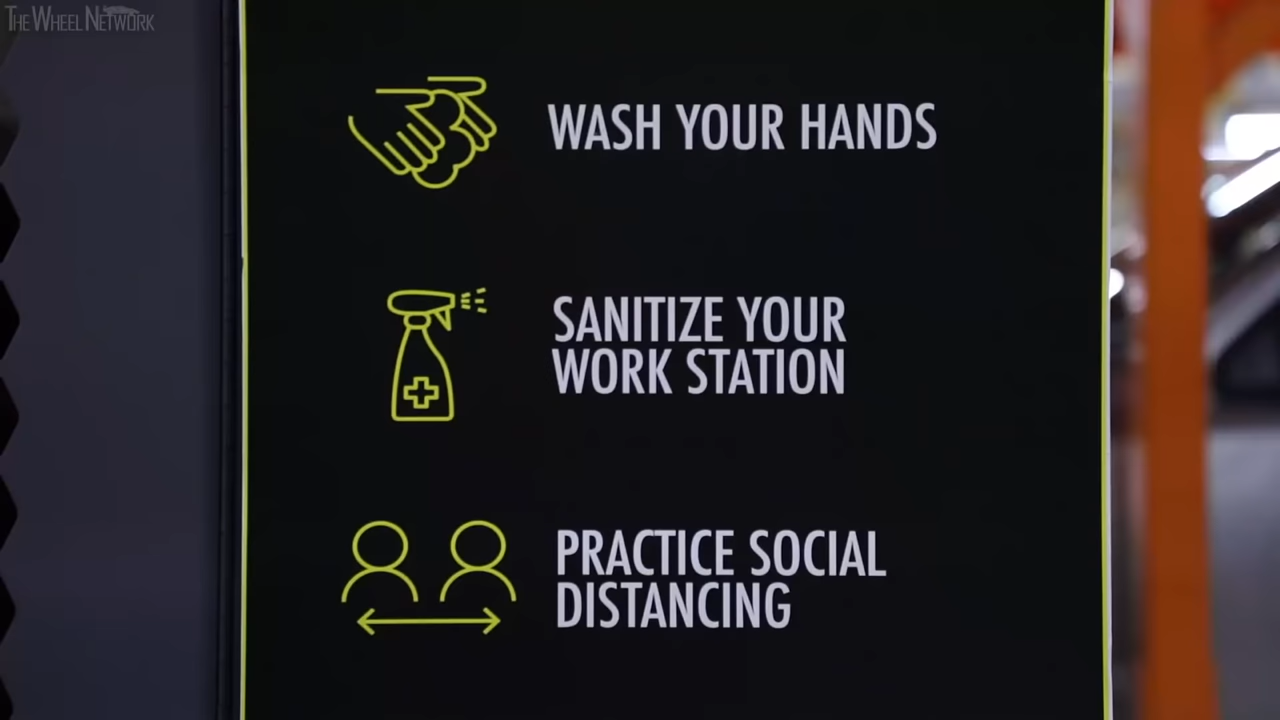 THE WHEEL NETWORK
WASH YOUR HANDS
SANITIZE YOUR
WORK STATION
PRACTICE SOCIAL
DISTANCING